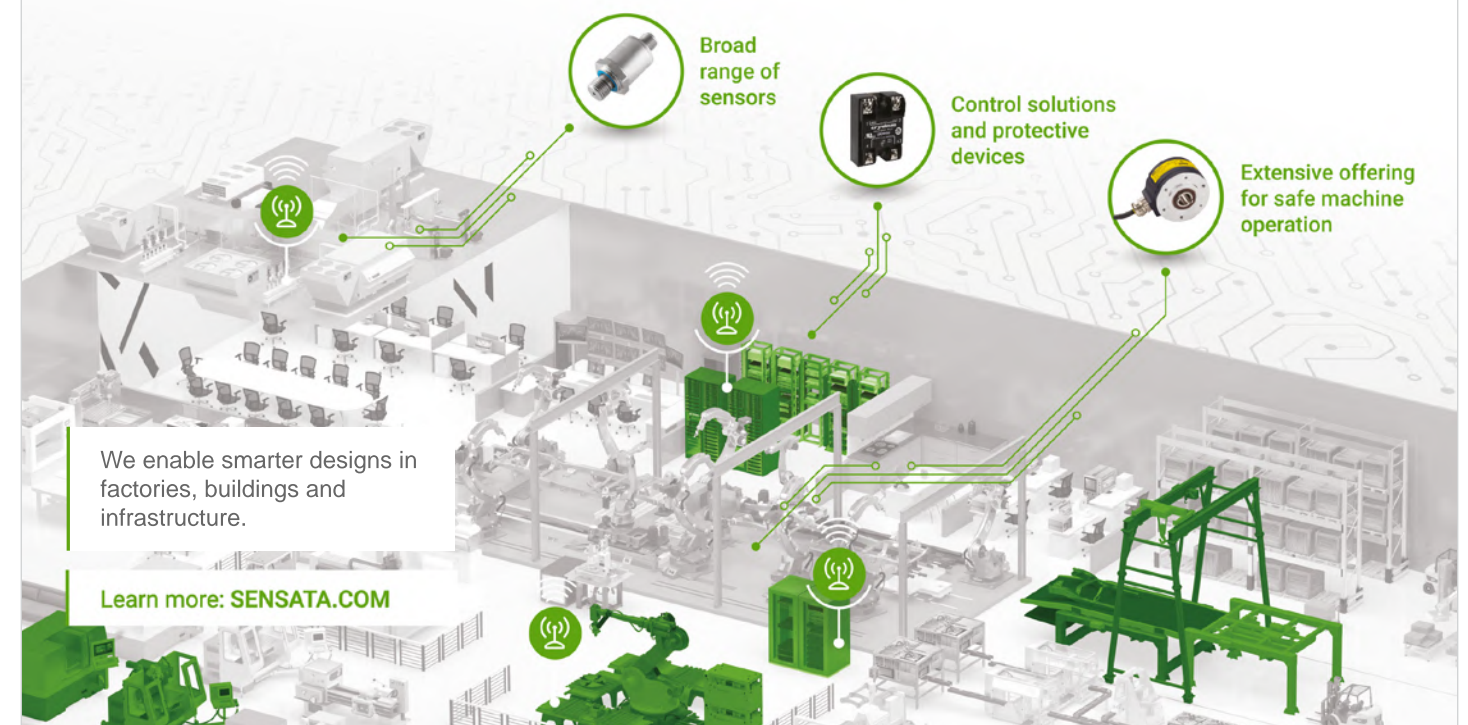 Broad
range of
sensors
Control solutions
and protective
devices
Extensive offering
for safe machine
operation
We enable smarter designs in
factories, buildings and
infrastructure.
Learn more: SENSATA.COM